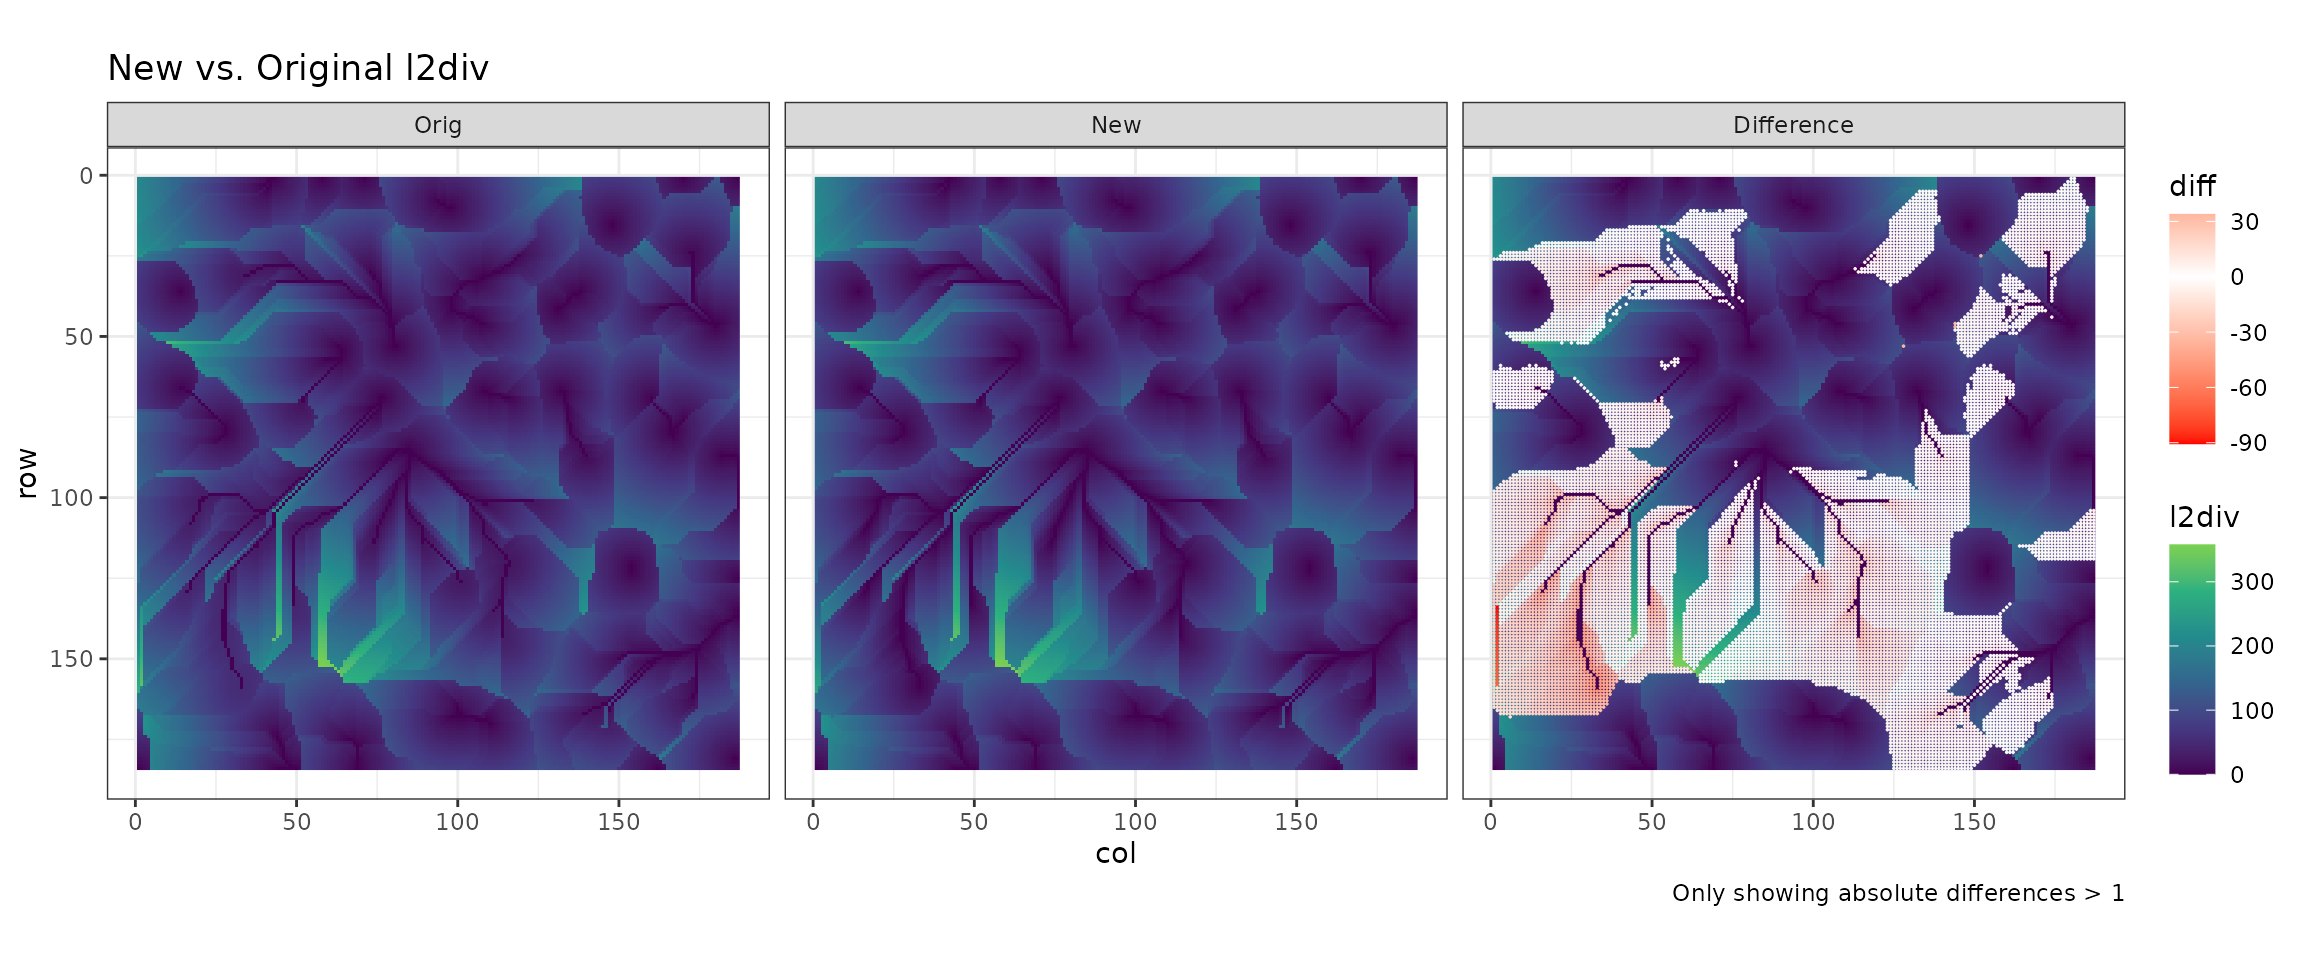 New vs. Original l2div
Orig
New
Difference
row
0
50
100
150
0 50 100 150
0 50 100 150
0 50 100 150
col
diff
30
0
-30
-60
-90
l2div
300
200
100
0
Only showing absolute differences > 1